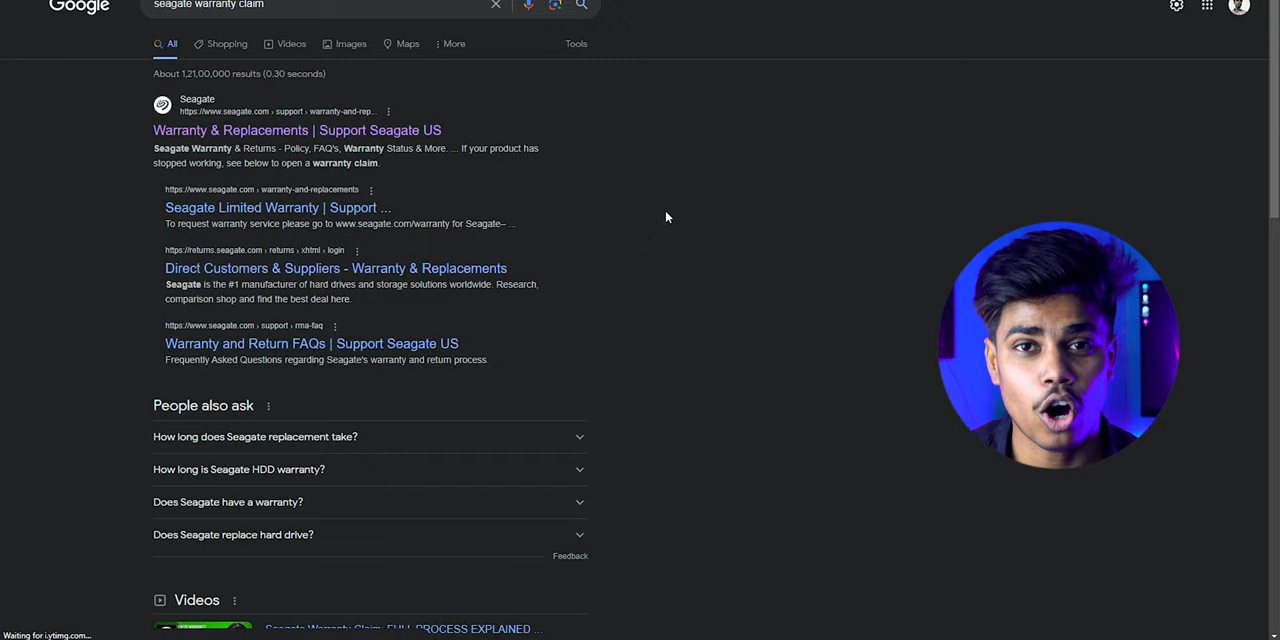 Google
seagate warranty claim
All
Shopping
Videos
Images
Maps
More
Tools
About 1,21,00,000 results (0.30 seconds)
Seagate
https://www.seagate.com › support › warranty-and-rep...
Warranty & Replacements | Support Seagate US
Seagate Warranty & Returns - Policy, FAQ's, Warranty Status & More. ... If your product has
stopped working, see below to open a warranty claim.
https://www.seagate.com › warranty-and-replacements
Seagate Limited Warranty | Support ...
To request warranty service please go to www.seagate.com/warranty for Seagate– ...
https://returns.seagate.com › returns › xhtml › login
Direct Customers & Suppliers - Warranty & Replacements
Seagate is the #1 manufacturer of hard drives and storage solutions worldwide. Research,
comparison shop and find the best deal here.
https://www.seagate.com › support › rma-faq
Warranty and Return FAQs | Support Seagate US
Frequently Asked Questions regarding Seagate's warranty and return process.
People also ask
How long does Seagate replacement take?
How long is Seagate HDD warranty?
Does Seagate have a warranty?
Does Seagate replace hard drive?
Feedback
Videos
Seagate Warranty Claim: FULL PROCESS EXPLAINED ...
Waiting for i.ytimg.com...